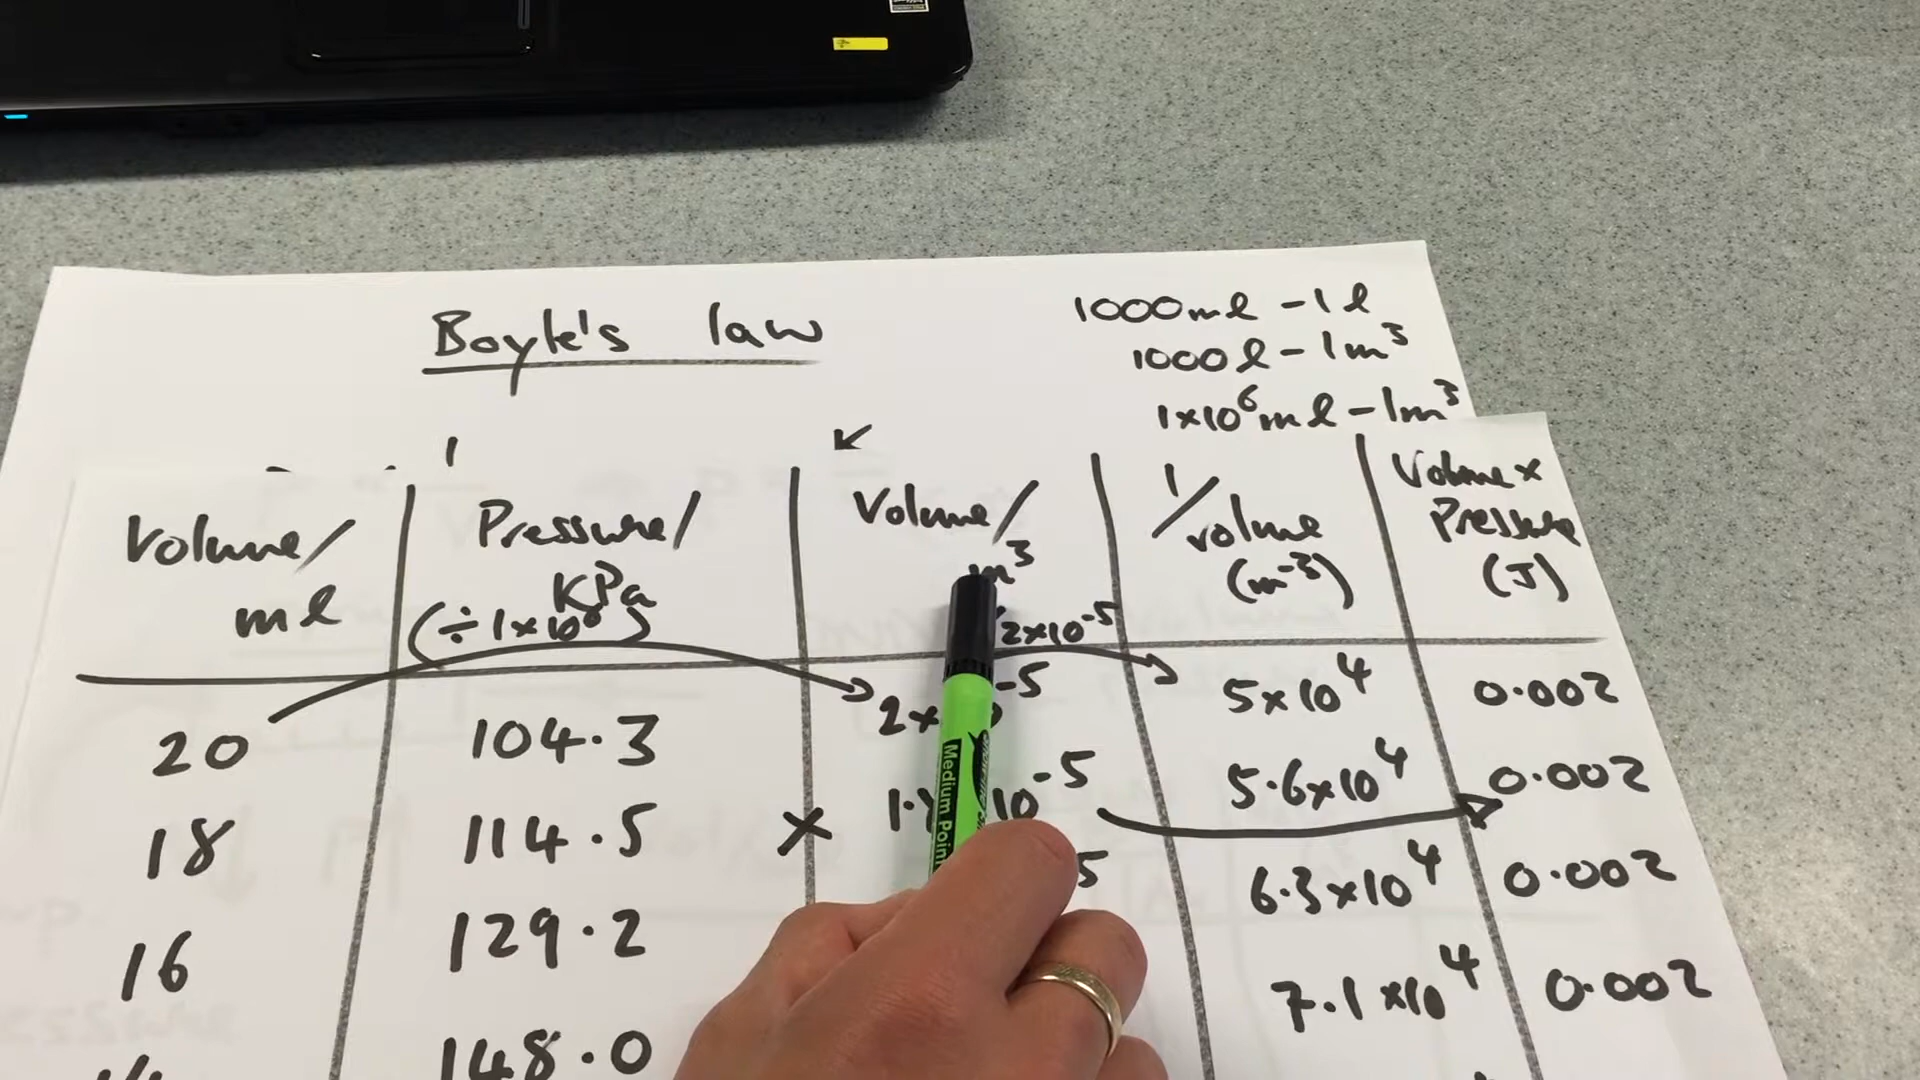 Boyle's law
1000ml - 1l
1000l - 1m³
1x10⁶ml - 1m³
Volume/
ml
Pressure/
KPa
(÷1x10⁶)
Volume/
m³
1/2x10⁻⁵
1/volume
(m⁻³)
Volume x
Pressure
(J)
20 104.3 5x10⁴ 0.002
18 114.5 x 5.6x10⁴ 0.002
16 129.2 6.3x10⁴ 0.002
148.0 7.1x10⁴ 0.002
Medium Point